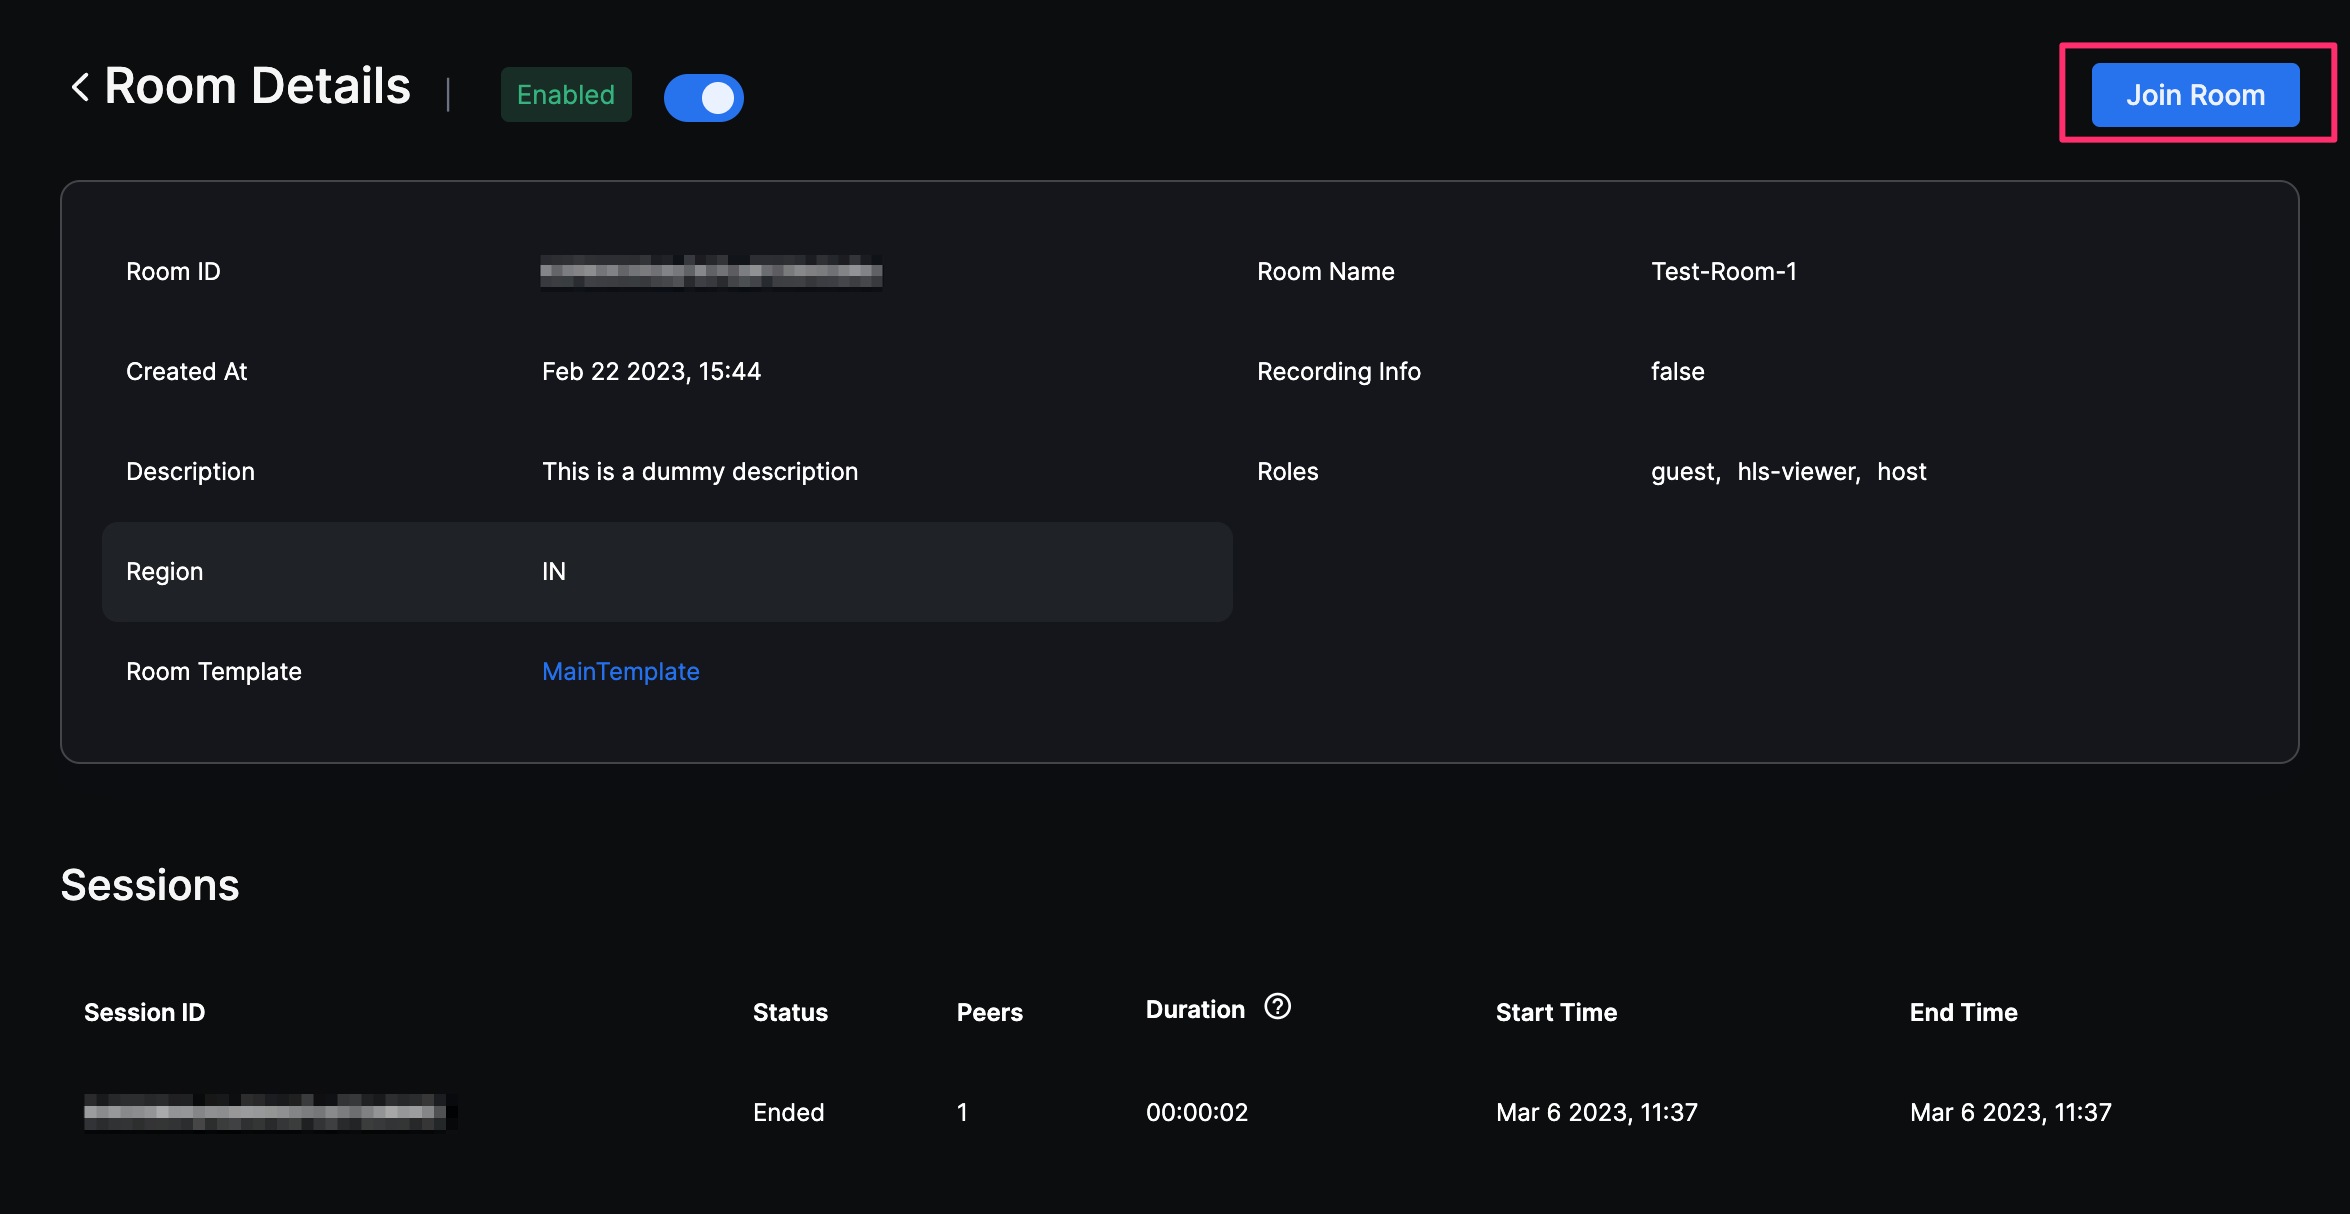 Room Details | Enabled Join Room
Room ID Room Name Test-Room-1
Created At Feb 22 2023, 15:44 Recording Info false
Description This is a dummy description Roles guest, hls-viewer, host
Region IN
Room Template MainTemplate
Sessions
Session ID Status Peers Duration ? Start Time End Time
Ended 1 00:00:02 Mar 6 2023, 11:37 Mar 6 2023, 11:37